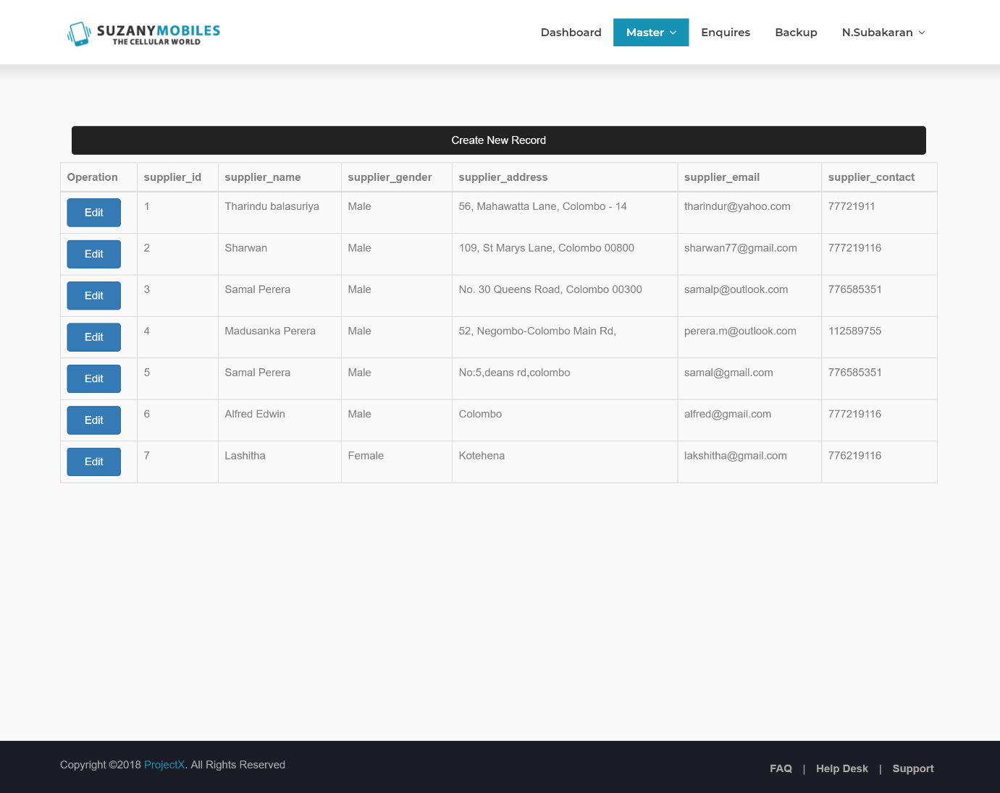 SUZANYMOBILES
THE CELLULAR WORLD
Dashboard Master Enquires Backup N.Subakaran
Create New Record
Operation supplier_id supplier_name supplier_gender supplier_address supplier_email supplier_contact
Edit 1 Tharindu balasuriya Male 56, Mahawatta Lane, Colombo - 14 tharindur@yahoo.com 77721911
Edit 2 Sharwan Male 109, St Marys Lane, Colombo 00800 sharwan77@gmail.com 777219116
Edit 3 Samal Perera Male No. 30 Queens Road, Colombo 00300 samalp@outlook.com 776585351
Edit 4 Madusanka Perera Male 52, Negombo-Colombo Main Rd, perera.m@outlook.com 112589755
Edit 5 Samal Perera Male No:5,deans rd,colombo samal@gmail.com 776585351
Edit 6 Alfred Edwin Male Colombo alfred@gmail.com 777219116
Edit 7 Lashitha Female Kotehena lakshitha@gmail.com 776219116
Copyright ©2018 ProjectX. All Rights Reserved
FAQ | Help Desk | Support